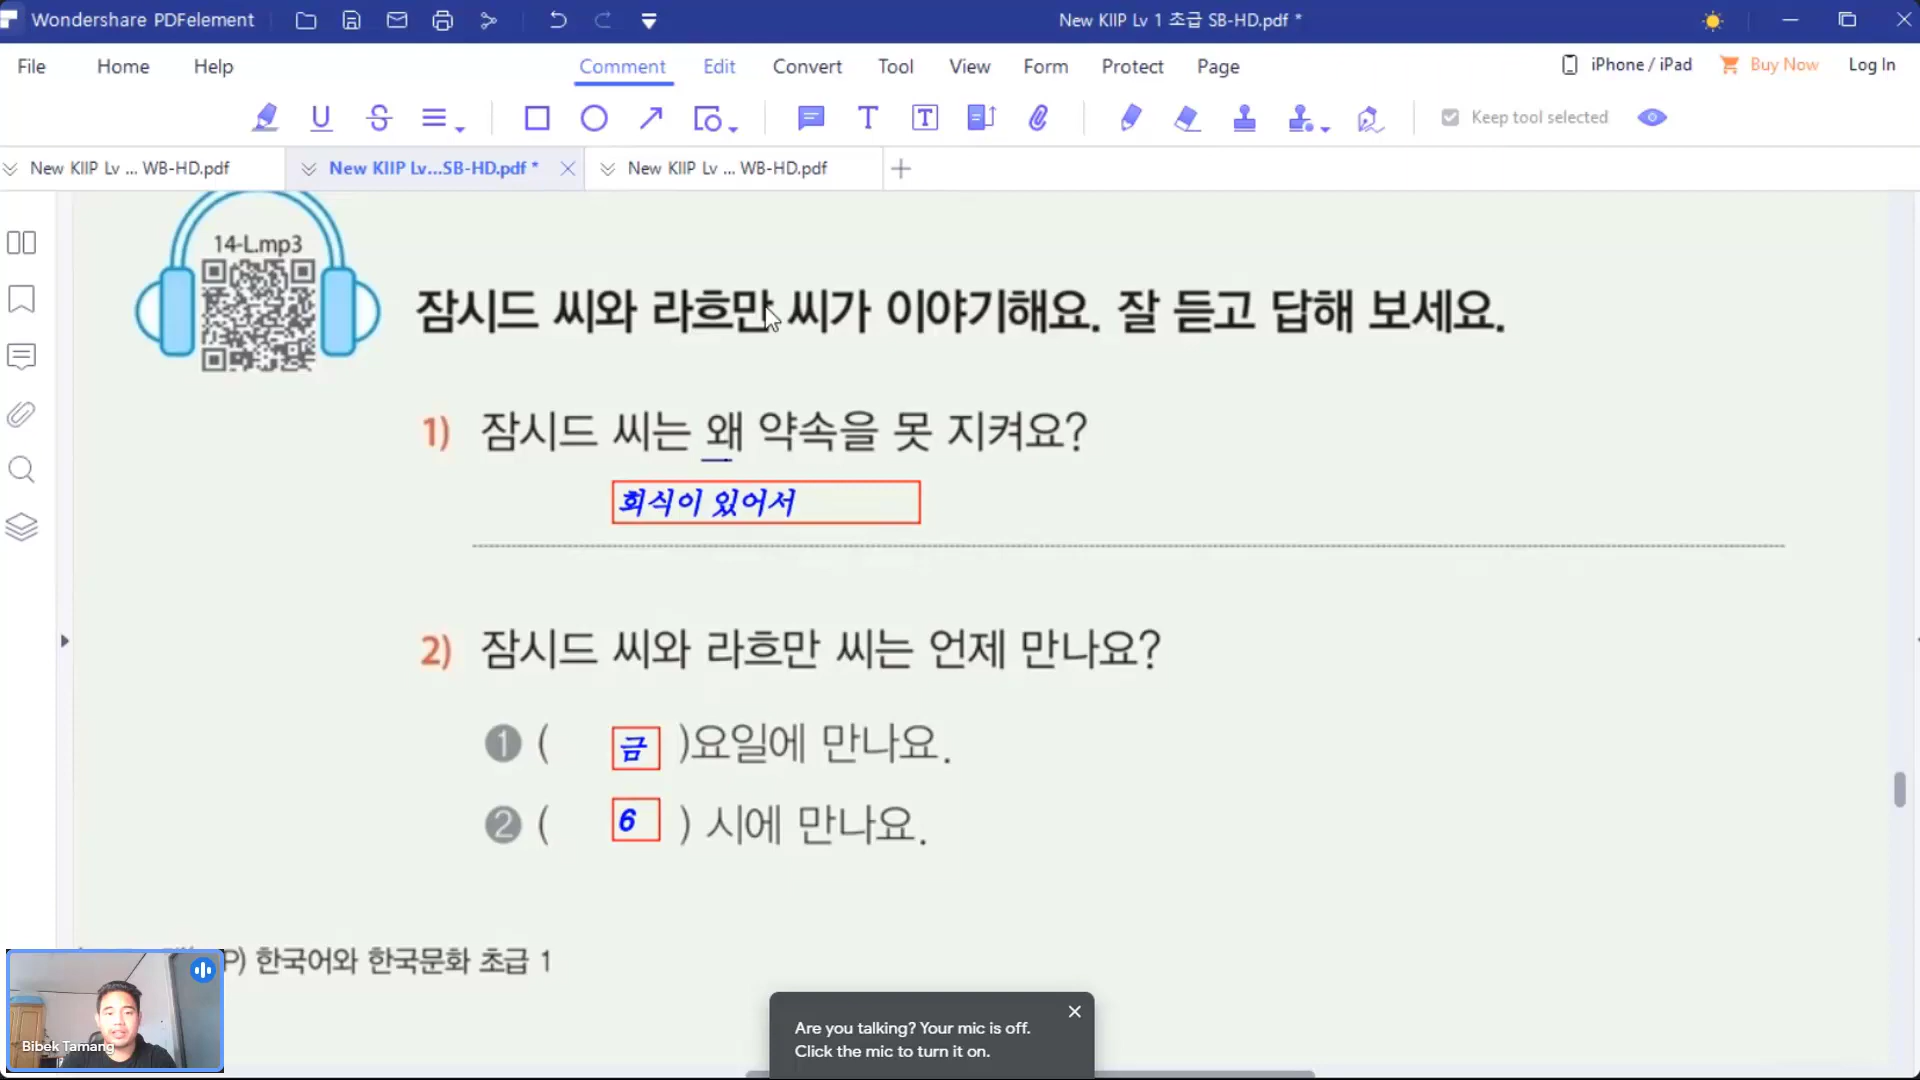 Wondershare PDFelement
New KIIP Lv 1 초급 SB-HD.pdf *
File Home Help Comment Edit Convert Tool View Form Protect Page iPhone / iPad Buy Now Log In
Keep tool selected
New KIIP Lv ... WB-HD.pdf New KIIP Lv...SB-HD.pdf * New KIIP Lv ... WB-HD.pdf
14-L.mp3
잠시드 씨와 라흐만 씨가 이야기해요. 잘 듣고 답해 보세요.
1) 잠시드 씨는 왜 약속을 못 지켜요?
회식이 있어서
2) 잠시드 씨와 라흐만 씨는 언제 만나요?
❶ ( 금 )요일에 만나요.
❷ ( 6 ) 시에 만나요.
P) 한국어와 한국문화 초급 1
Bibek Tamang
Are you talking? Your mic is off.
Click the mic to turn it on.